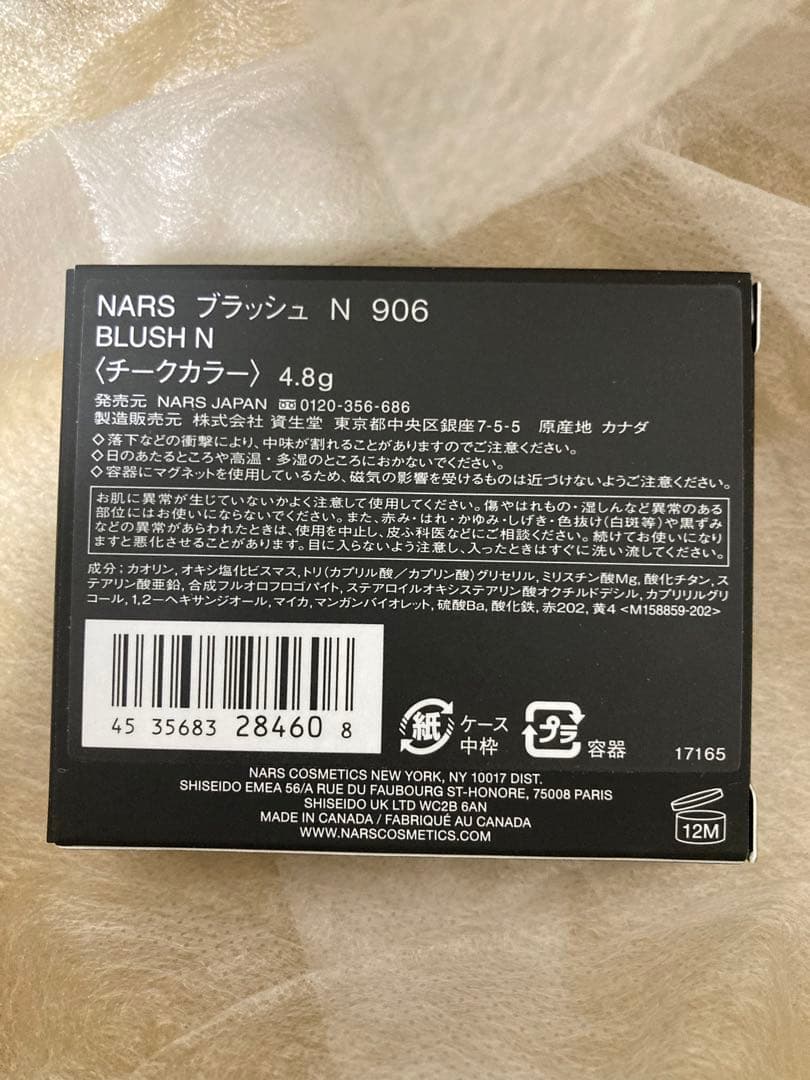 NARS ブラッシュ N 906
BLUSH N
〈チークカラー〉 4.8g
発売元 NARS JAPAN 0120-356-686
製造販売元 株式会社 資生堂 東京都中央区銀座7-5-5 原産地 カナダ
◇落下などの衝撃により、中味が割れることがありますのでご注意ください。
◇日のあたるところや高温・多湿のところにおかないでください。
◇容器にマグネットを使用しているため、磁気の影響を受けるものは近づけないようご注意ください。
お肌に異常が生じていないかよく注意して使用してください。傷やはれもの・湿しんなど異常のある
部位にはお使いにならないでください。また、赤み・はれ・かゆみ・しげき・色抜け(白斑等)や黒ずみ
などの異常があらわれたときは、使用を中止し、皮ふ科医などにご相談ください。続けてお使いになり
ますと悪化させることがあります。目に入らないよう注意し、入ったときはすぐに洗い流してください。
成分：カオリン, オキシ塩化ビスマス, トリ(カプリル酸／カプリン酸)グリセリル, ミリスチン酸Mg, 酸化チタン, ス
テアリン酸亜鉛, 合成フルオロフロゴパイト, ステアロイルオキシステアリン酸オクチルドデシル, カプリリルグリ
コール, 1,2-ヘキサンジオール, マイカ, マンガンバイオレット, 硫酸Ba, 酸化鉄, 赤202, 黄4 <M158859-202>
45 35683 28460 8
紙 ケース
中枠
プラ 容器
17165
NARS COSMETICS NEW YORK, NY 10017 DIST.
SHISEIDO EMEA 56/A RUE DU FAUBOURG ST-HONORE, 75008 PARIS
SHISEIDO UK LTD WC2B 6AN
MADE IN CANADA / FABRIQUÉ AU CANADA
WWW.NARSCOSMETICS.COM
12M